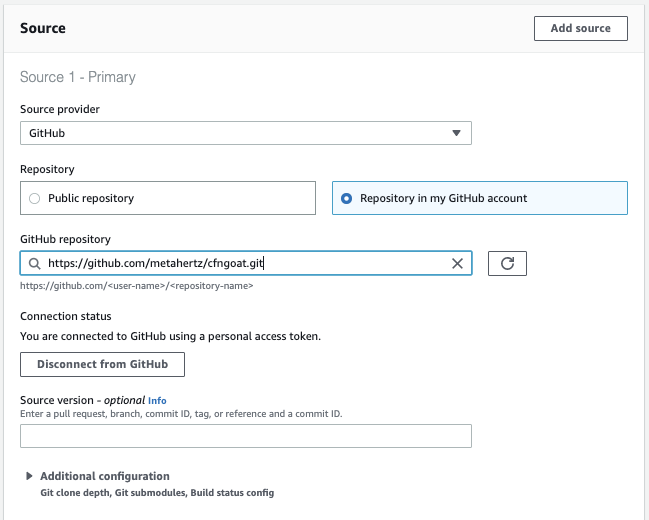 Source
Add source
Source 1 - Primary
Source provider
GitHub
Repository
Public repository
Repository in my GitHub account
GitHub repository
https://github.com/metahertz/cfngoat.git
https://github.com/<user-name>/<repository-name>
Connection status
You are connected to GitHub using a personal access token.
Disconnect from GitHub
Source version - optional Info
Enter a pull request, branch, commit ID, tag, or reference and a commit ID.
Additional configuration
Git clone depth, Git submodules, Build status config